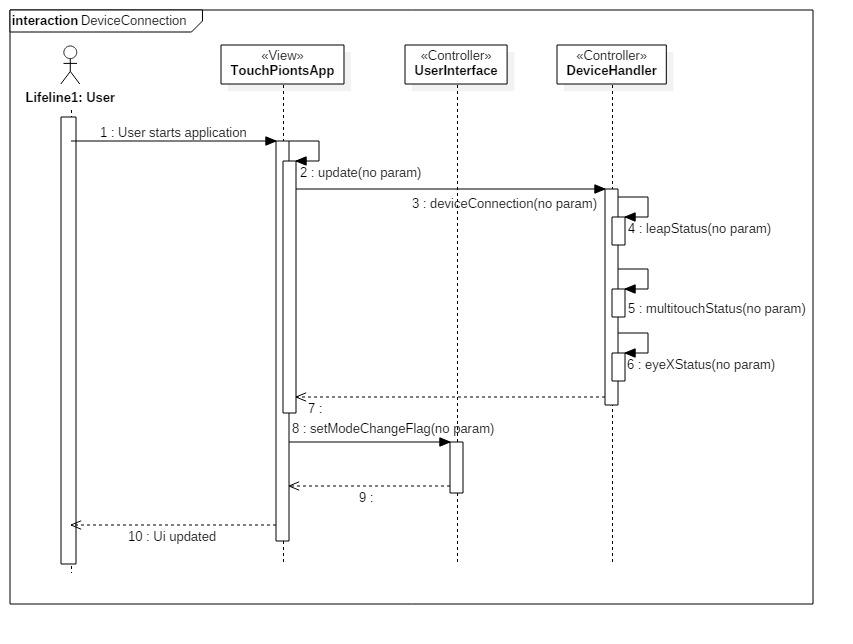 interaction DeviceConnection
«View»
TouchPiontsApp
«Controller»
UserInterface
«Controller»
DeviceHandler
Lifeline1: User
1 : User starts application
2 : update(no param)
3 : deviceConnection(no param)
4 : leapStatus(no param)
5 : multitouchStatus(no param)
6 : eyeXStatus(no param)
7 :
8 : setModeChangeFlag(no param)
9 :
10 : Ui updated